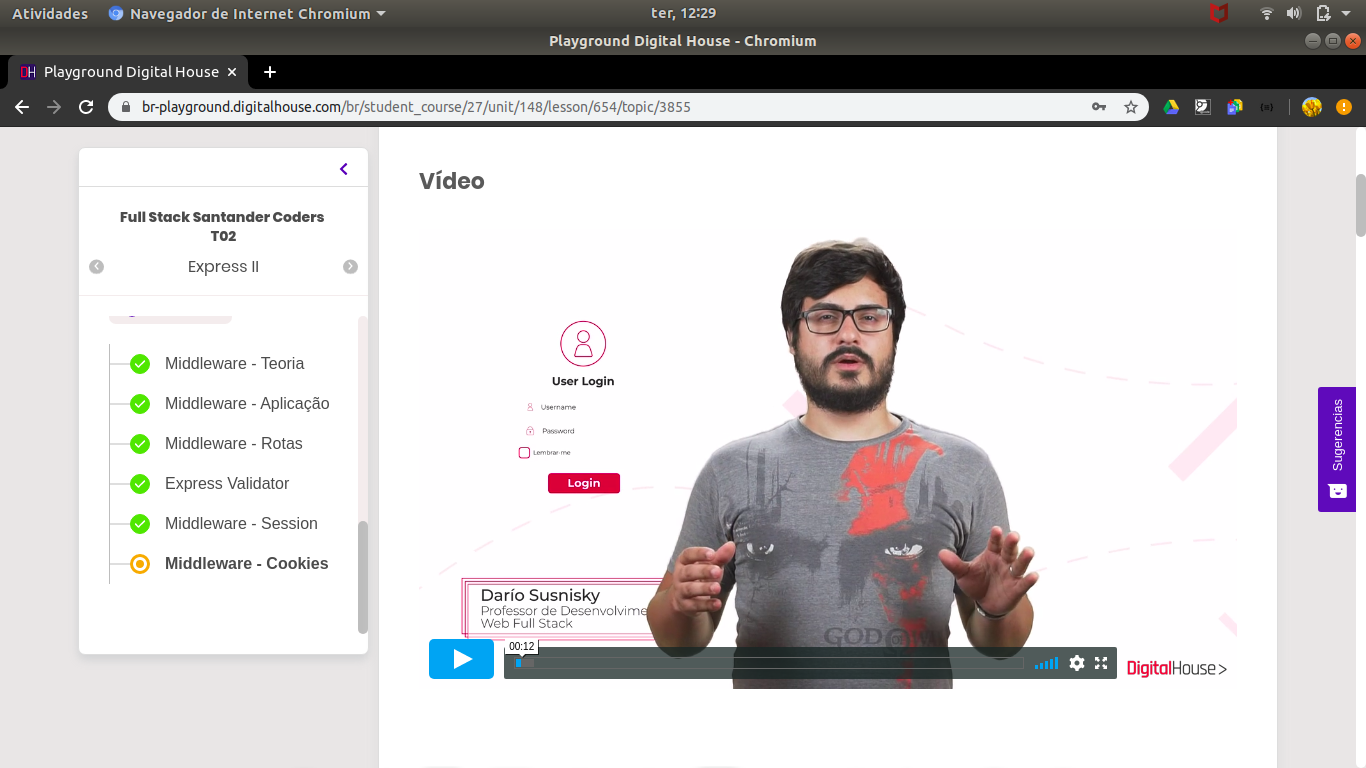 Atividades
Navegador de Internet Chromium
ter, 12:29
Playground Digital House - Chromium
Playground Digital House
br-playground.digitalhouse.com/br/student_course/27/unit/148/lesson/654/topic/3855
Full Stack Santander Coders
T02
Express II
Middleware - Teoria
Middleware - Aplicação
Middleware - Rotas
Express Validator
Middleware - Session
Middleware - Cookies
Vídeo
User Login
Username
Password
Lembrar-me
Login
Darío Susnisky
Professor de Desenvolvime
Web Full Stack
00:12
DigitalHouse>
Sugerencias